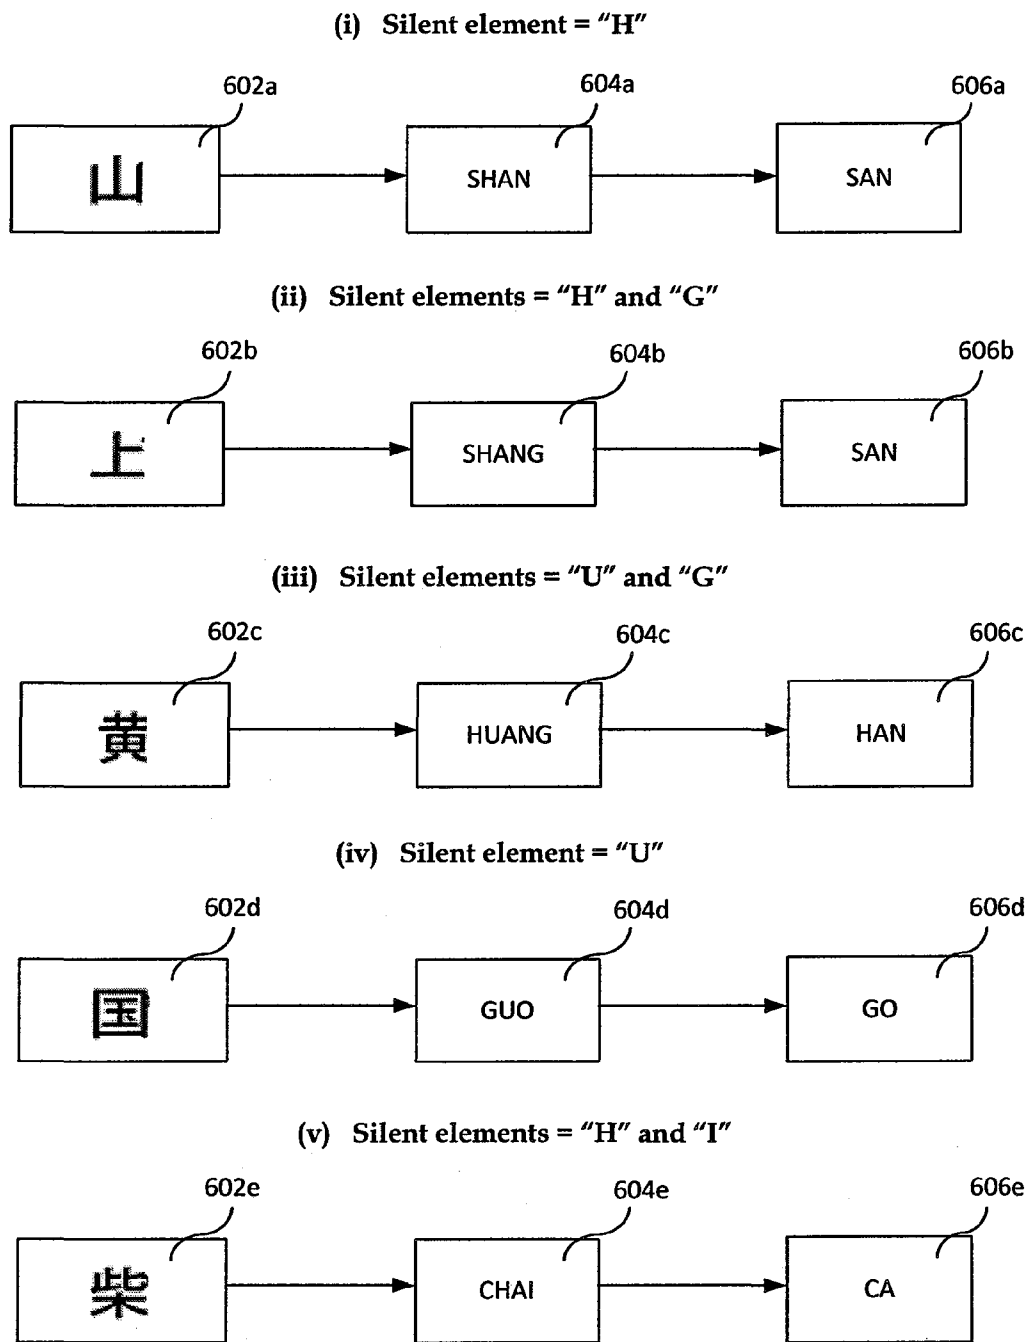 (i) Silent element = “H”
602a 604a 606a
山 SHAN SAN
(ii) Silent elements = “H” and “G”
602b 604b 606b
上 SHANG SAN
(iii) Silent elements = “U” and “G”
602c 604c 606c
黄 HUANG HAN
(iv) Silent element = “U”
602d 604d 606d
国 GUO GO
(v) Silent elements = “H” and “I”
602e 604e 606e
柴 CHAI CA